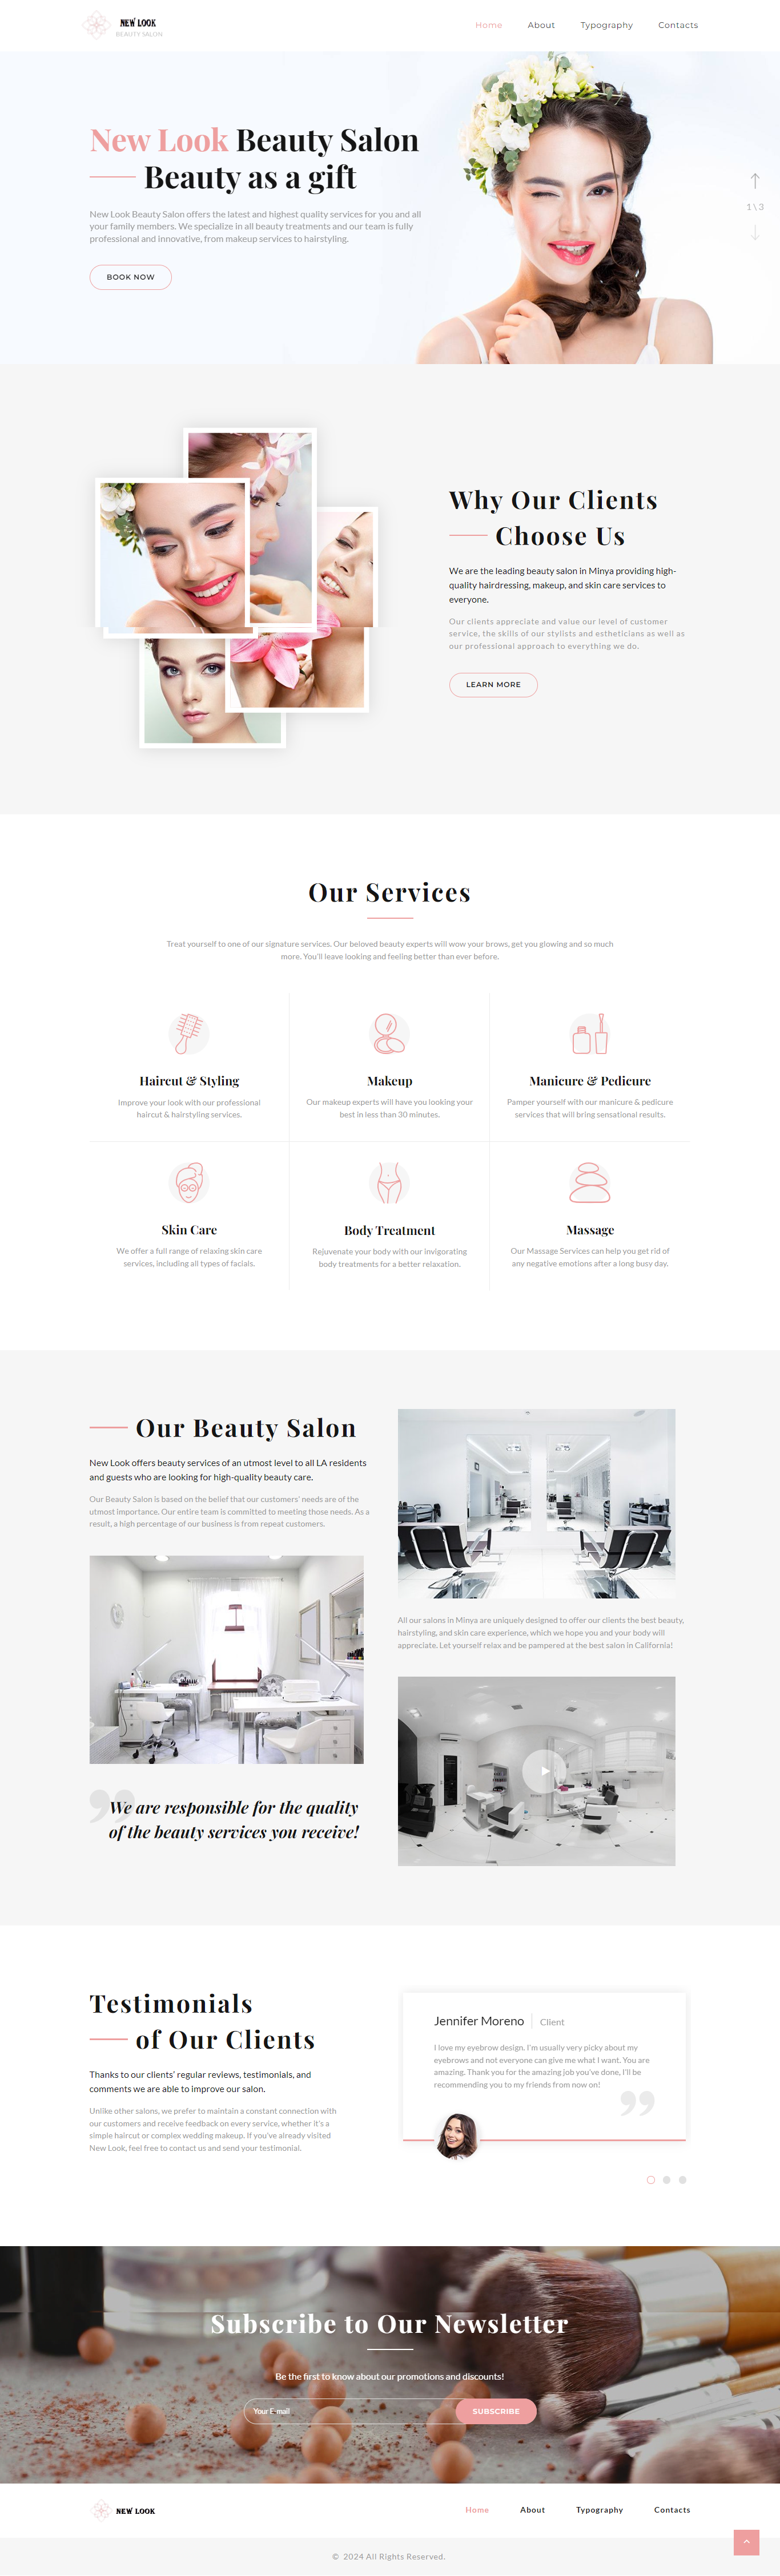 NEW LOOK
BEAUTY SALON
Home
About
Typography
Contacts
New Look Beauty Salon
Beauty as a gift
New Look Beauty Salon offers the latest and highest quality services for you and all
your family members. We specialize in all beauty treatments and our team is fully
professional and innovative, from makeup services to hairstyling.
BOOK NOW
1 \ 3
Why Our Clients
Choose Us
We are the leading beauty salon in Minya providing high-
quality hairdressing, makeup, and skin care services to
everyone.
Our clients appreciate and value our level of customer
service, the skills of our stylists and estheticians as well as
our professional approach to everything we do.
LEARN MORE
Our Services
Treat yourself to one of our signature services. Our beloved beauty experts will wow your brows, get you glowing and so much
more. You'll leave looking and feeling better than ever before.
Haircut & Styling
Improve your look with our professional
haircut & hairstyling services.
Makeup
Our makeup experts will have you looking your
best in less than 30 minutes.
Manicure & Pedicure
Pamper yourself with our manicure & pedicure
services that will bring sensational results.
Skin Care
We offer a full range of relaxing skin care
services, including all types of facials.
Body Treatment
Rejuvenate your body with our invigorating
body treatments for a better relaxation.
Massage
Our Massage Services can help you get rid of
any negative emotions after a long busy day.
Our Beauty Salon
New Look offers beauty services of an utmost level to all LA residents
and guests who are looking for high-quality beauty care.
Our Beauty Salon is based on the belief that our customers' needs are of the
utmost importance. Our entire team is committed to meeting those needs. As a
result, a high percentage of our business is from repeat customers.
We are responsible for the quality
of the beauty services you receive!
All our salons in Minya are uniquely designed to offer our clients the best beauty,
hairstyling, and skin care experience, which we hope you and your body will
appreciate. Let yourself relax and be pampered at the best salon in California!
Testimonials
of Our Clients
Thanks to our clients' regular reviews, testimonials, and
comments we are able to improve our salon.
Unlike other salons, we prefer to maintain a constant connection with
our customers and receive feedback on every service, whether it's a
simple haircut or complex wedding makeup. If you've already visited
New Look, feel free to contact us and send your testimonial.
Jennifer Moreno
Client
I love my eyebrow design. I'm usually very picky about my
eyebrows and not everyone can give me what I want. You are
amazing. Thank you for the amazing job you've done, I'll be
recommending you to my friends from now on!
Subscribe to Our Newsletter
Be the first to know about our promotions and discounts!
Your E-mail
SUBSCRIBE
NEW LOOK
Home
About
Typography
Contacts
© 2024 All Rights Reserved.